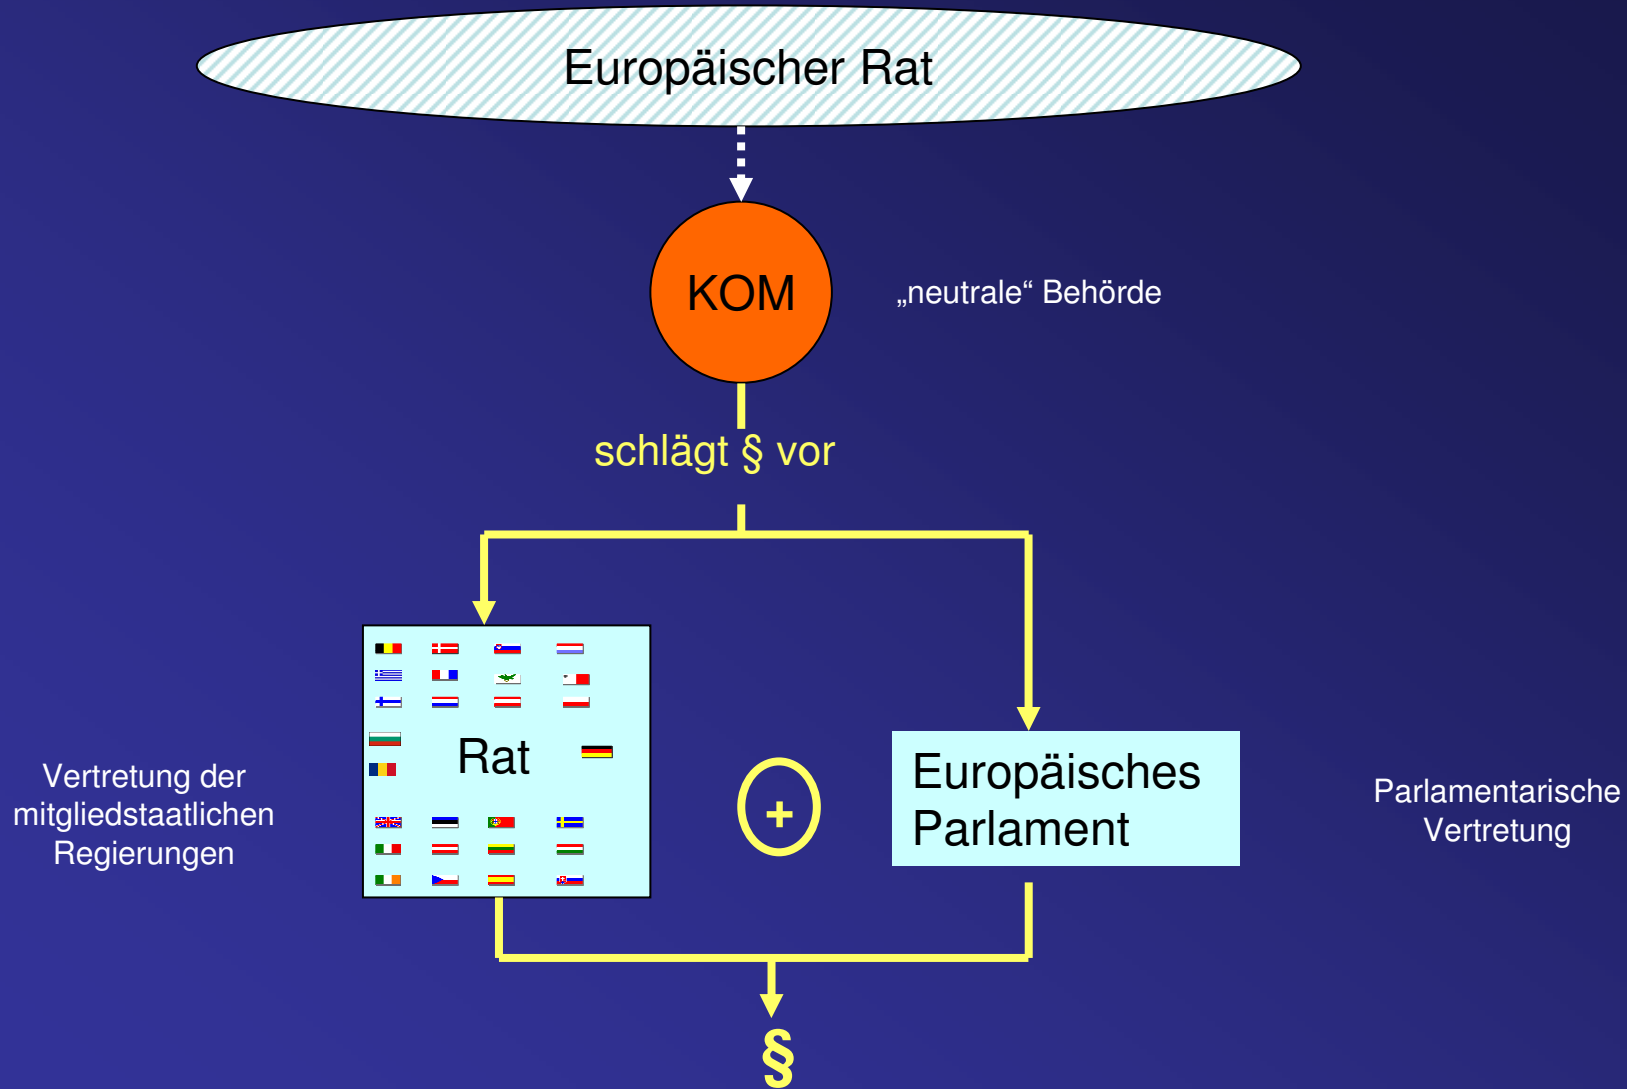 Europäischer Rat
KOM
„neutrale“ Behörde
schlägt § vor
Rat
Vertretung der
mitgliedstaatlichen
Regierungen
+
Europäisches
Parlament
Parlamentarische
Vertretung
§